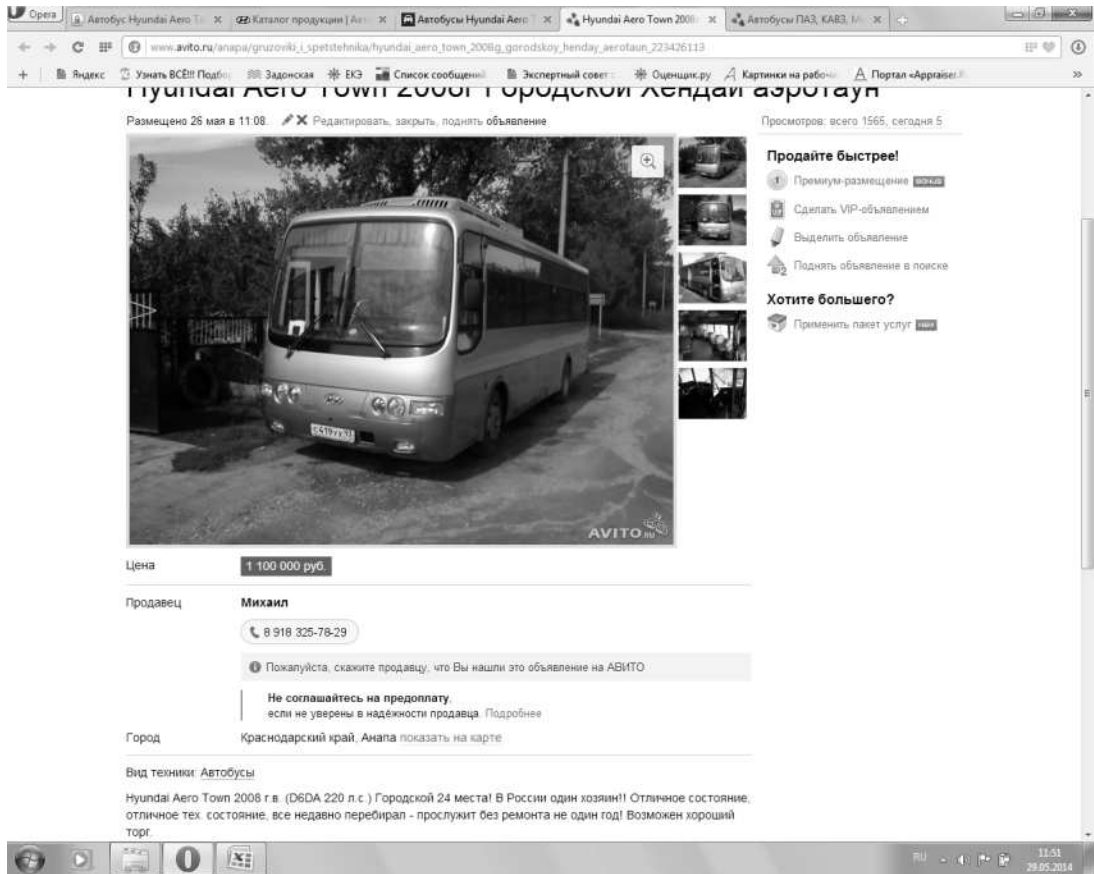 Opera
Автобус Hyundai Aero T
Каталог продукции | Авт
Автобусы Hyundai Aero T
Hyundai Aero Town 2008
Автобусы ПАЗ, КАВЗ, М
www.avito.ru/anapa/gruzoviki_i_spetstehnika/hyundai_aero_town_2008g_gorodskoy_henday_aerotaun_223426113
Яндекс
Узнать ВСЁ!!! Подбо
Задонская
ЕКЭ
Список сообщений
Экспертный совет
Оценщик.ру
Картинки на рабоч
Портал «Appraiser.
Hyundai Aero Town 2008г Городской Хендай аэротаун
Размещено 26 мая в 11:08. Редактировать, закрыть, поднять объявление
Просмотров: всего 1565, сегодня 5
Продайте быстрее!
1 Премиум-размещение BONUS
Сделать VIP-объявлением
Выделить объявление
Поднять объявление в поиске
Хотите большего?
Применить пакет услуг
AVITO.RU
Цена 1 100 000 руб.
Продавец Михаил
8 918 325-78-29
Пожалуйста, скажите продавцу, что Вы нашли это объявление на АВИТО
Не соглашайтесь на предоплату,
если не уверены в надёжности продавца. Подробнее
Город Краснодарский край, Анапа показать на карте
Вид техники: Автобусы
Hyundai Aero Town 2008 г.в. (D6DA 220 л.с.) Городской 24 места! В России один хозяин!! Отличное состояние,
отличное тех. состояние, все недавно перебирал - прослужит без ремонта не один год! Возможен хороший
торг.
RU
11:51
29.05.2014